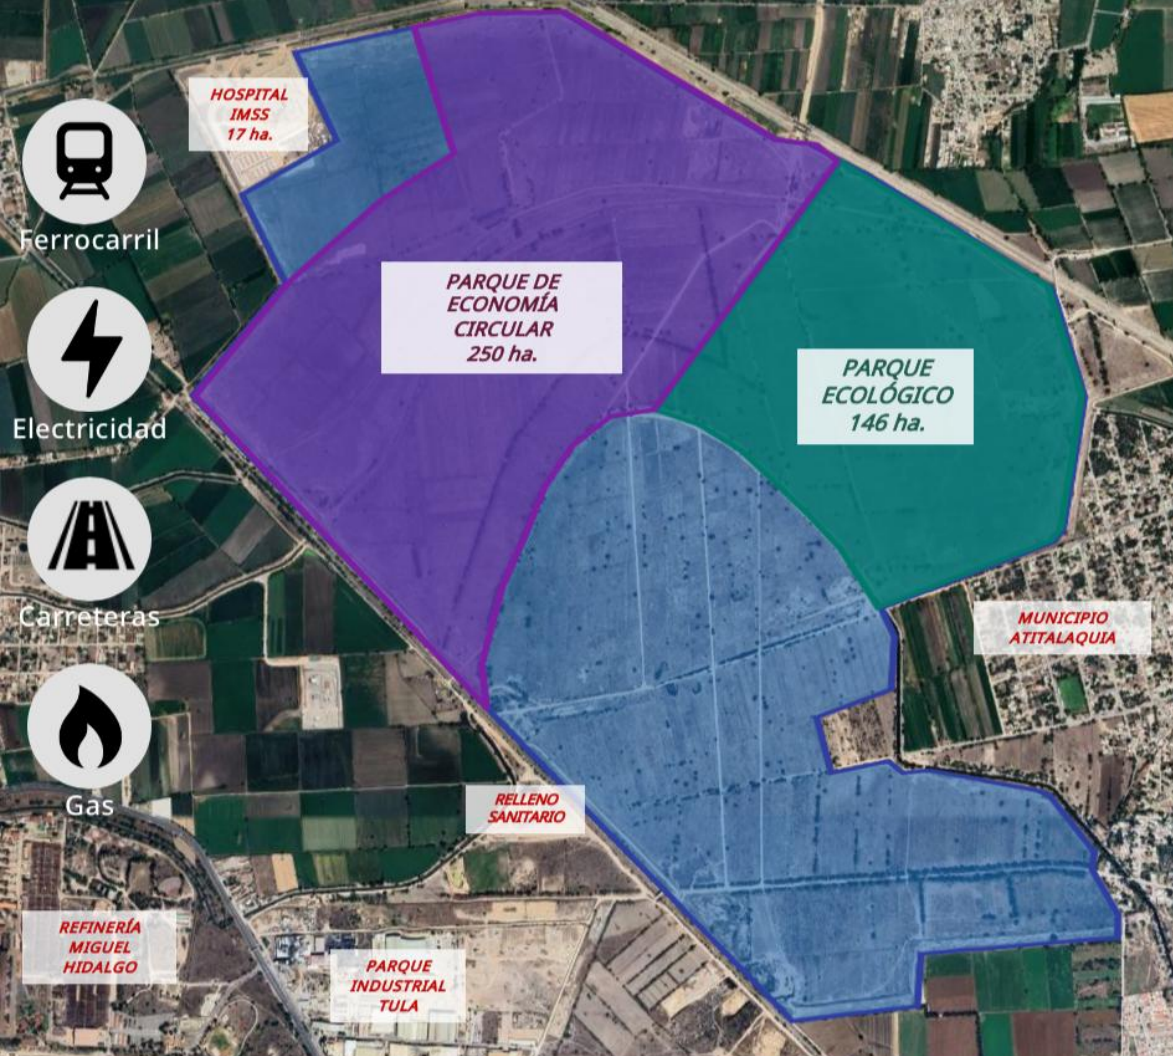 HOSPITAL
IMSS
17 ha.
Ferrocarril
PARQUE DE
ECONOMÍA
CIRCULAR
250 ha.
PARQUE
ECOLÓGICO
146 ha.
Electricidad
Carreteras
MUNICIPIO
ATITALAQUIA
Gas
RELLENO
SANITARIO
REFINERÍA
MIGUEL
HIDALGO
PARQUE
INDUSTRIAL
TULA